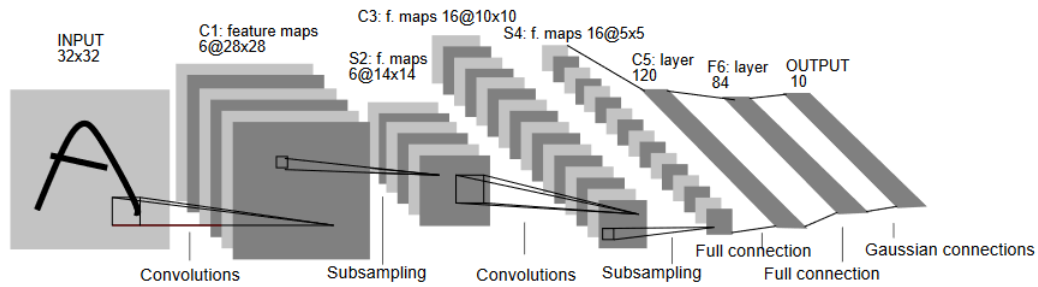 INPUT
32x32
C1: feature maps
6@28x28
S2: f. maps
6@14x14
C3: f. maps 16@10x10
S4: f. maps 16@5x5
C5: layer
120
F6: layer
84
OUTPUT
10
Convolutions
Subsampling
Convolutions
Subsampling
Full connection
Full connection
Gaussian connections